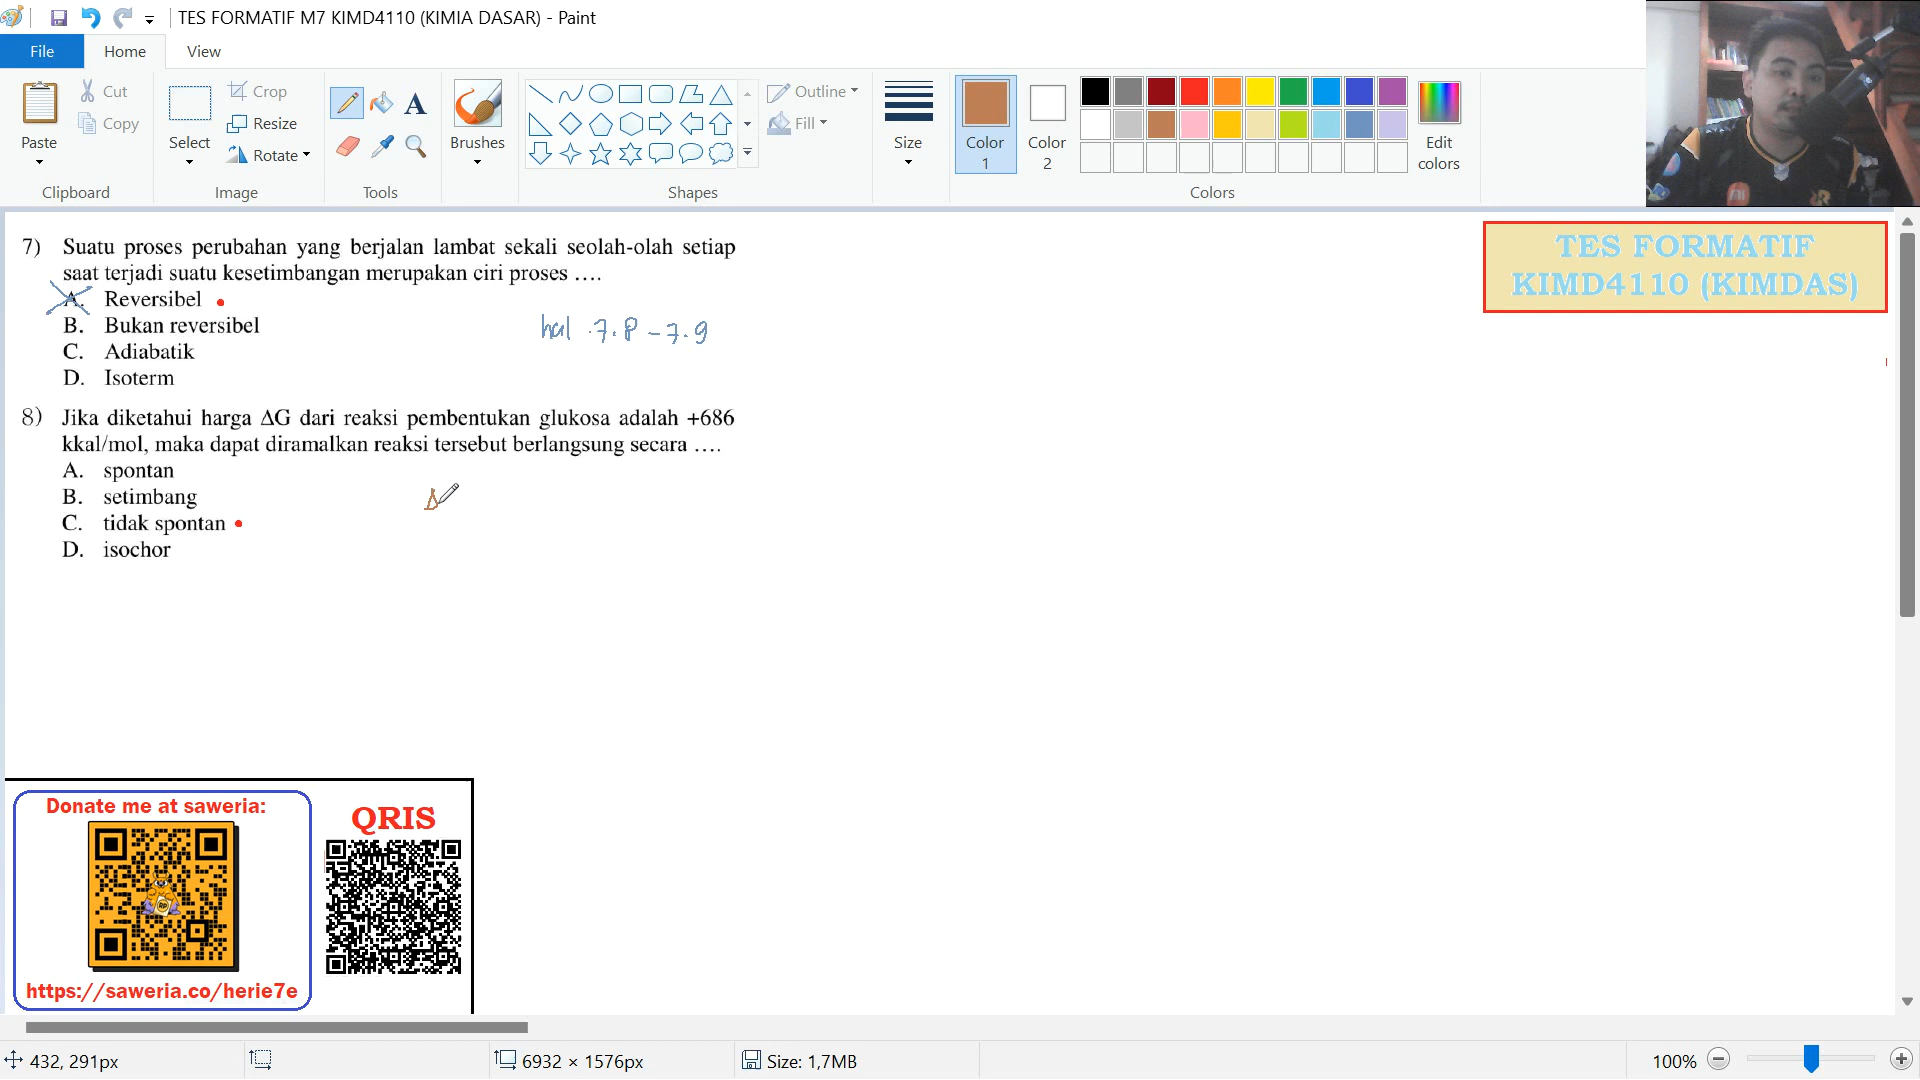 TES FORMATIF M7 KIMD4110 (KIMIA DASAR) - Paint
File Home View
Paste
Cut
Copy
Clipboard
Select
Crop
Resize
Rotate
Image
A
Tools
Brushes
Shapes
Outline
Fill
Size
Color 1
Color 2
Edit colors
Colors
TES FORMATIF
KIMD4110 (KIMDAS)
7) Suatu proses perubahan yang berjalan lambat sekali seolah-olah setiap
saat terjadi suatu kesetimbangan merupakan ciri proses ....
A. Reversibel
B. Bukan reversibel
hal 7.8 - 7.9
C. Adiabatik
D. Isoterm
8) Jika diketahui harga ΔG dari reaksi pembentukan glukosa adalah +686
kkal/mol, maka dapat diramalkan reaksi tersebut berlangsung secara ....
A. spontan
B. setimbang
Δ
C. tidak spontan
D. isochor
Donate me at saweria:
RP
https://saweria.co/herie7e
QRIS
432, 291px
6932 × 1576px
Size: 1,7MB
100%